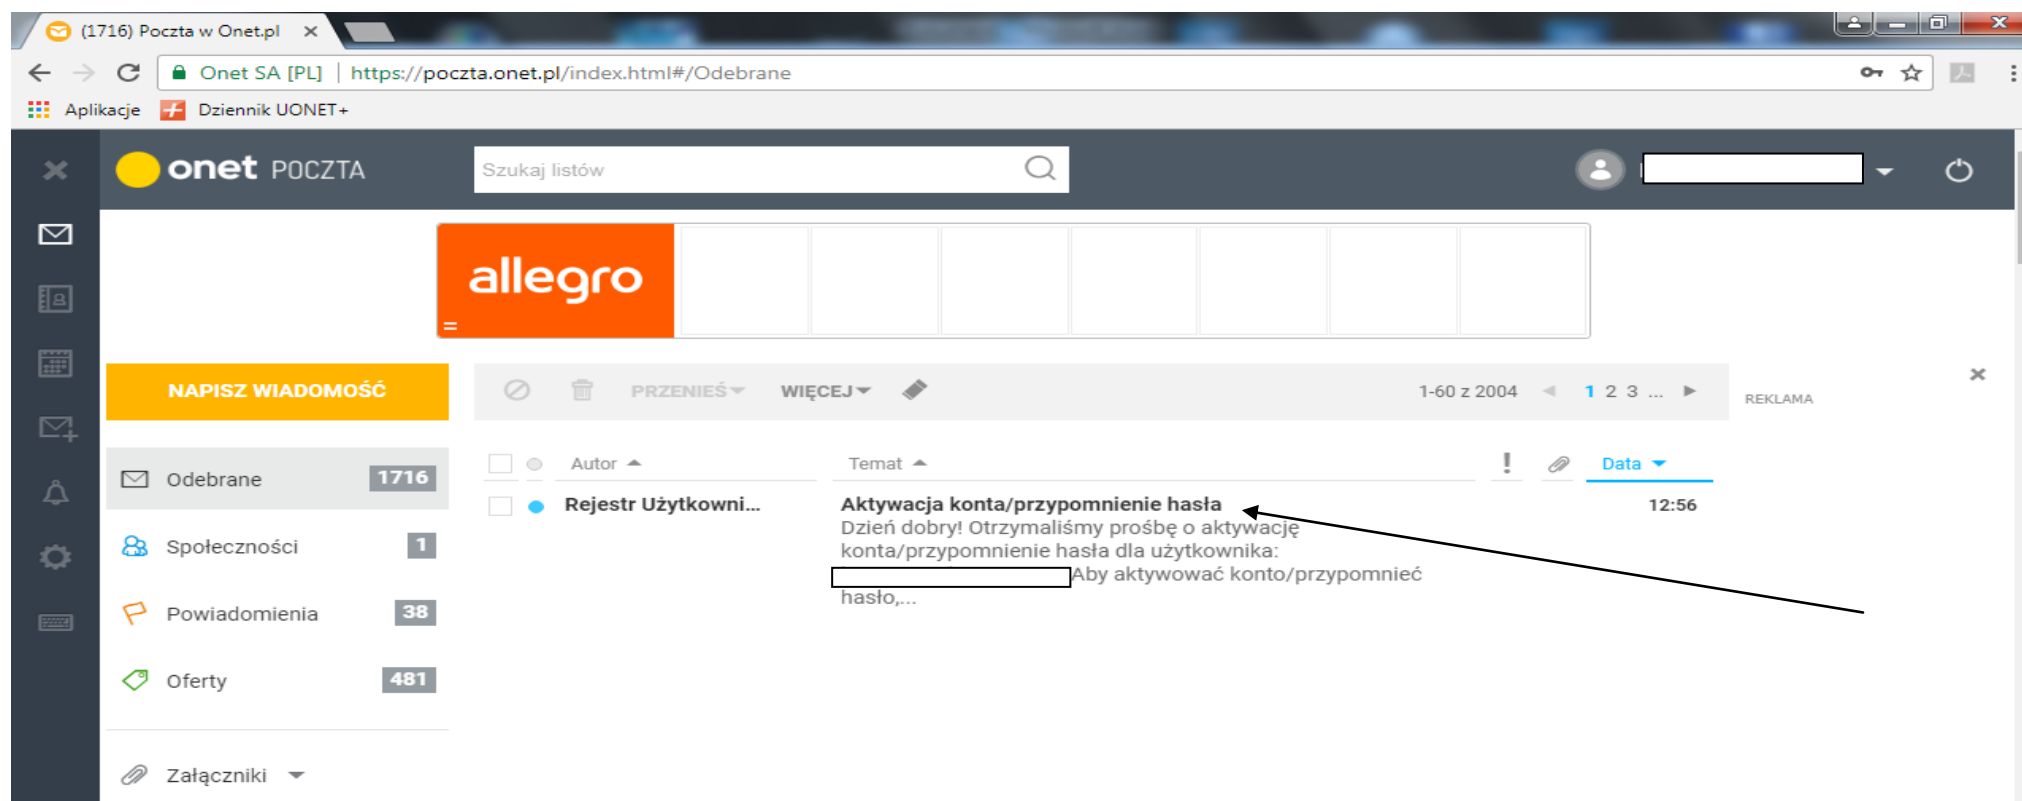 (1716) Poczta w Onet.pl
Onet SA [PL] | https://poczta.onet.pl/index.html#/Odebrane
Aplikacje Dziennik UONET+
onet POCZTA Szukaj listów
allegro
NAPISZ WIADOMOŚĆ PRZENIEŚ WIĘCEJ 1-60 z 2004 1 2 3 ... REKLAMA
Autor Temat ! Data
Odebrane 1716
Rejestr Użytkowni... Aktywacja konta/przypomnienie hasła 12:56
Dzień dobry! Otrzymaliśmy prośbę o aktywację
konta/przypomnienie hasła dla użytkownika:
Aby aktywować konto/przypomnieć
hasło,...
Społeczności 1
Powiadomienia 38
Oferty 481
Załączniki